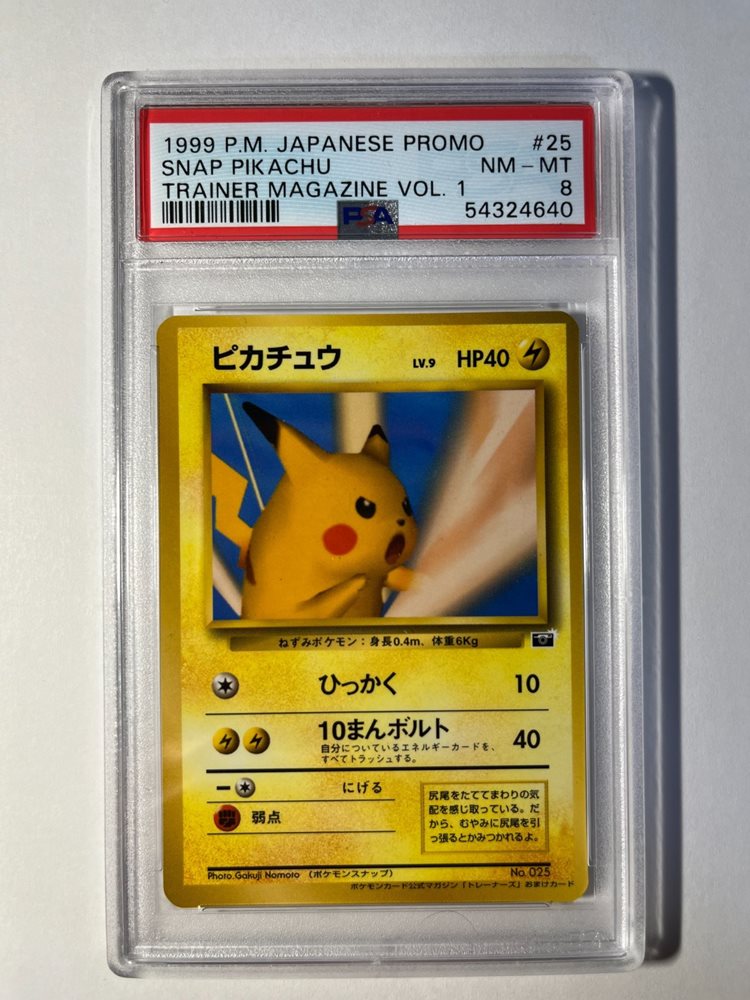 1999 P.M. JAPANESE PROMO #25
SNAP PIKACHU NM – MT
TRAINER MAGAZINE VOL. 1 8
PSA 54324640
ピカチュウ LV.9 HP40
ねずみポケモン：身長0.4m、体重6Kg
ひっかく 10
10まんボルト 40
自分についているエネルギーカードを、
すべてトラッシュする。
にげる
弱点
尻尾をたててまわりの気
配を感じ取っている。だ
から、むやみに尻尾を引
っ張るとかみつかれるよ。
Photo.Gakuji Nomoto （ポケモンスナップ） No. 025
ポケモンカード公式マガジン「トレーナーズ」おまけカード